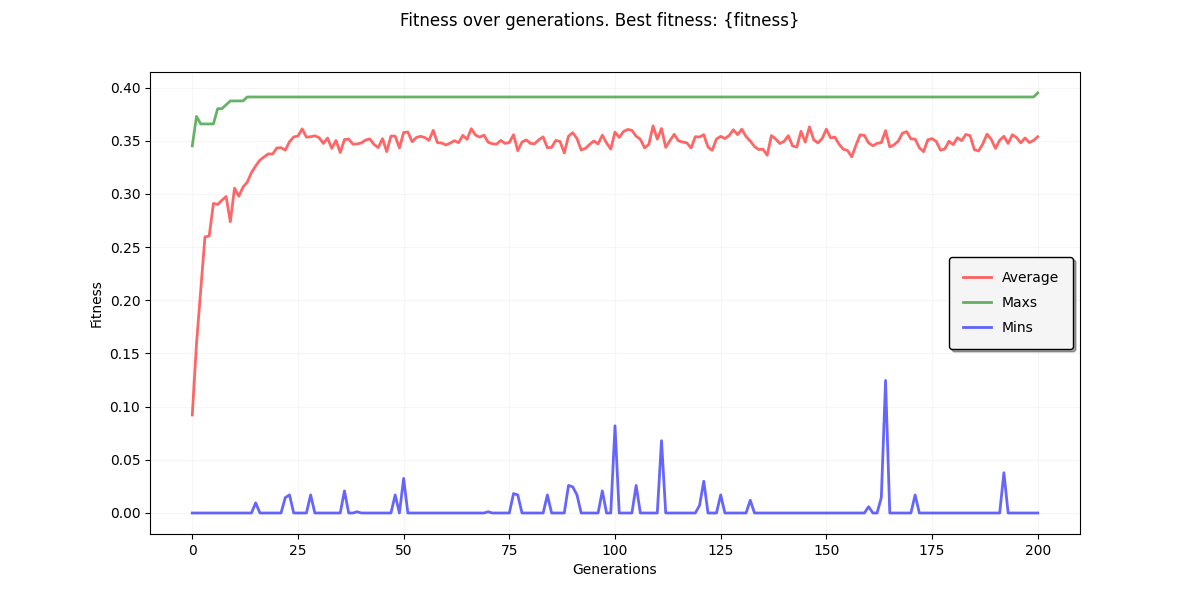 Fitness over generations. Best fitness: {fitness}
0.40
0.35
0.30
0.25
0.20
0.15
0.10
0.05
0.00
Fitness
Average
Maxs
Mins
0 25 50 75 100 125 150 175 200
Generations